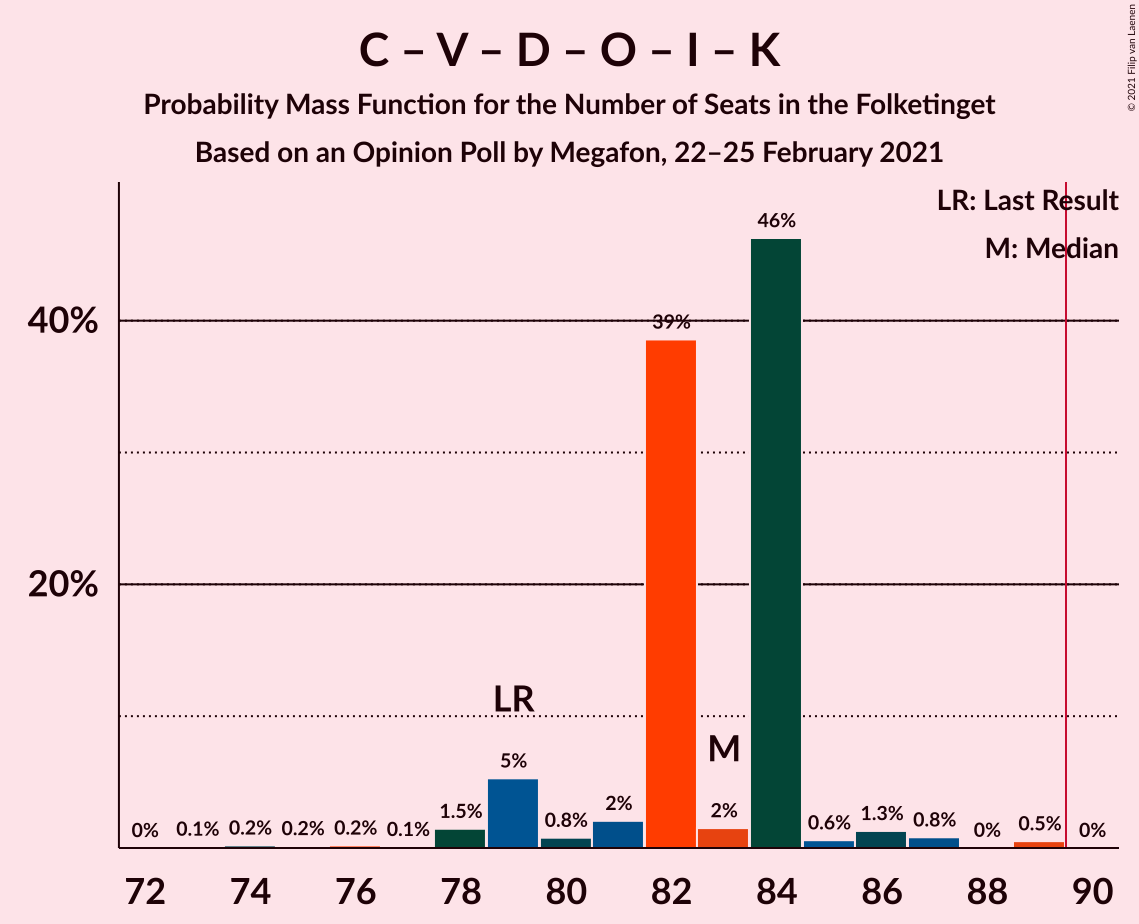 C – V – D – O – I – K
Probability Mass Function for the Number of Seats in the Folketinget
Based on an Opinion Poll by Megafon, 22–25 February 2021
© 2021 Filip van Laenen
LR: Last Result
M: Median
46%
40%
39%
20%
LR
M
5%
0%
0.1%
0.2%
0.2%
0.2%
0.1%
1.5%
0.8%
2%
2%
0.6%
1.3%
0.8%
0%
0.5%
0%
72 74 76 78 80 82 84 86 88 90